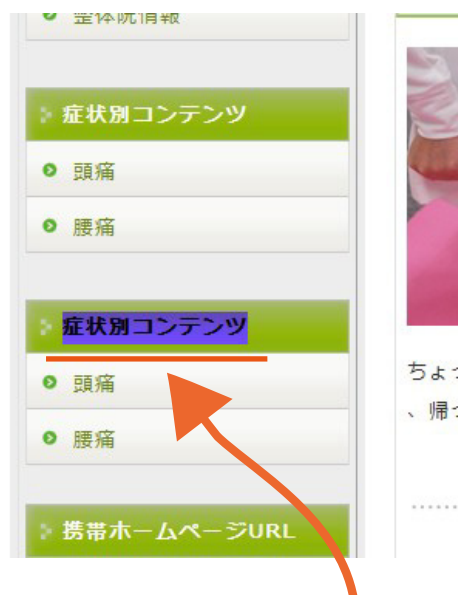 整体院情報
症状別コンテンツ
頭痛
腰痛
症状別コンテンツ
頭痛
腰痛
携帯ホームページURL
ちょっ
、帰っ